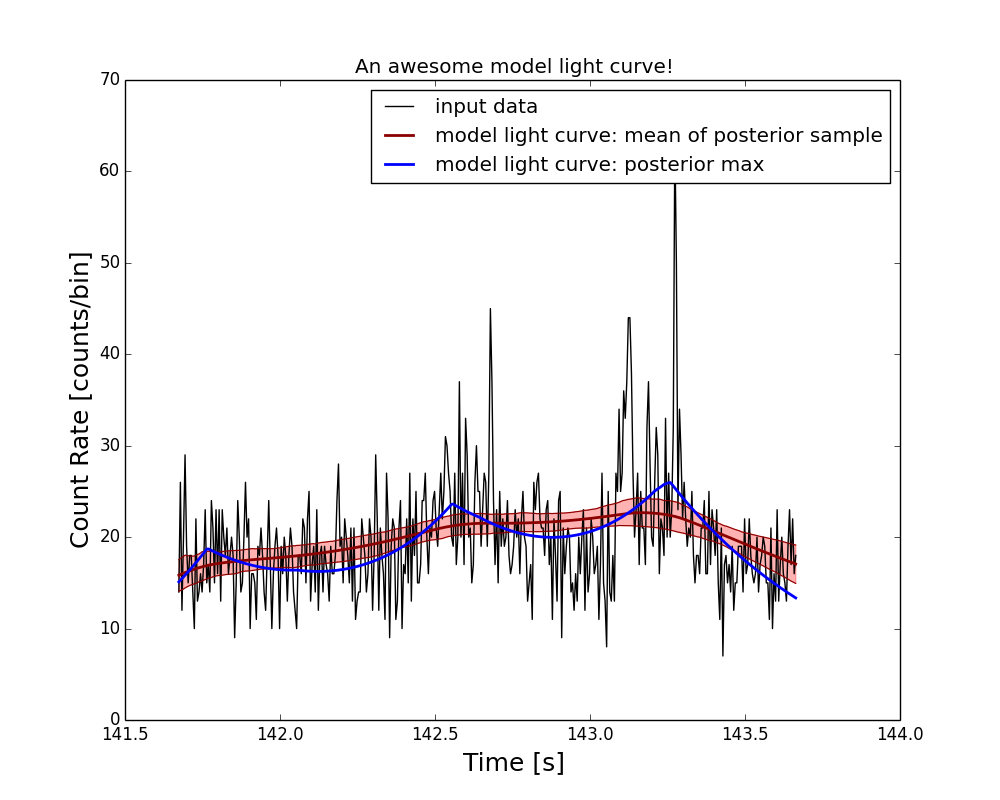 An awesome model light curve!
70
60
50
40
30
20
10
0
Count Rate [counts/bin]
input data
model light curve: mean of posterior sample
model light curve: posterior max
141.5 142.0 142.5 143.0 143.5 144.0
Time [s]